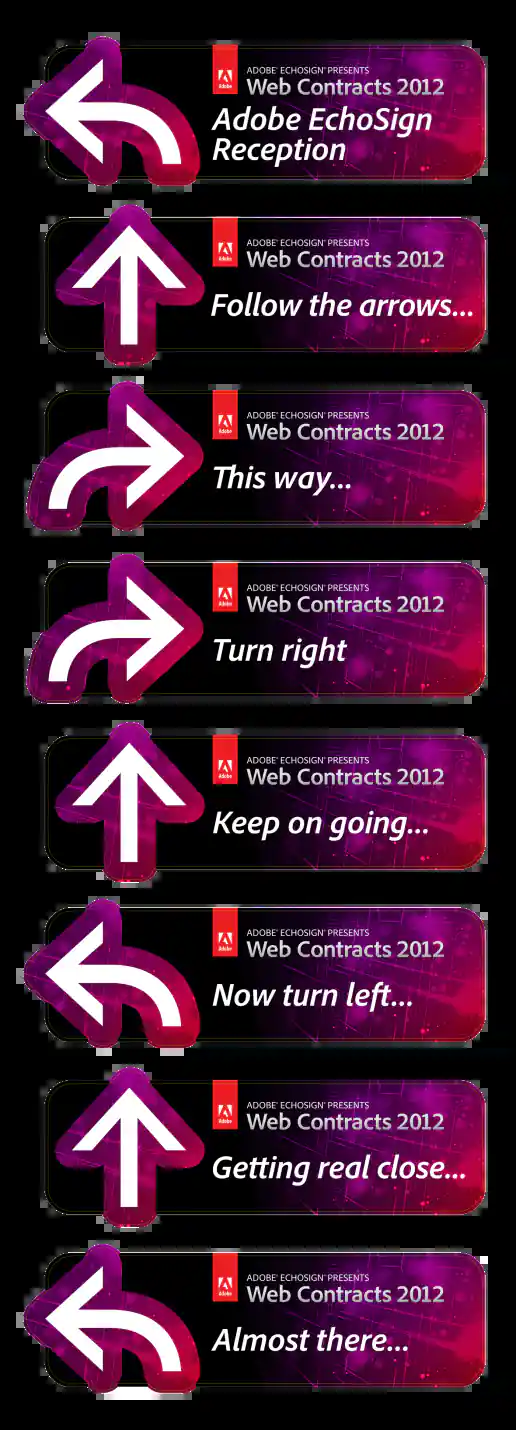 ADOBE® ECHOSIGN® PRESENTS
Web Contracts 2012
Adobe
Adobe EchoSign
Reception
ADOBE® ECHOSIGN® PRESENTS
Web Contracts 2012
Adobe
Follow the arrows...
ADOBE® ECHOSIGN® PRESENTS
Web Contracts 2012
Adobe
This way...
ADOBE® ECHOSIGN® PRESENTS
Web Contracts 2012
Adobe
Turn right
ADOBE® ECHOSIGN® PRESENTS
Web Contracts 2012
Adobe
Keep on going...
ADOBE® ECHOSIGN® PRESENTS
Web Contracts 2012
Adobe
Now turn left...
ADOBE® ECHOSIGN® PRESENTS
Web Contracts 2012
Adobe
Getting real close...
ADOBE® ECHOSIGN® PRESENTS
Web Contracts 2012
Adobe
Almost there...